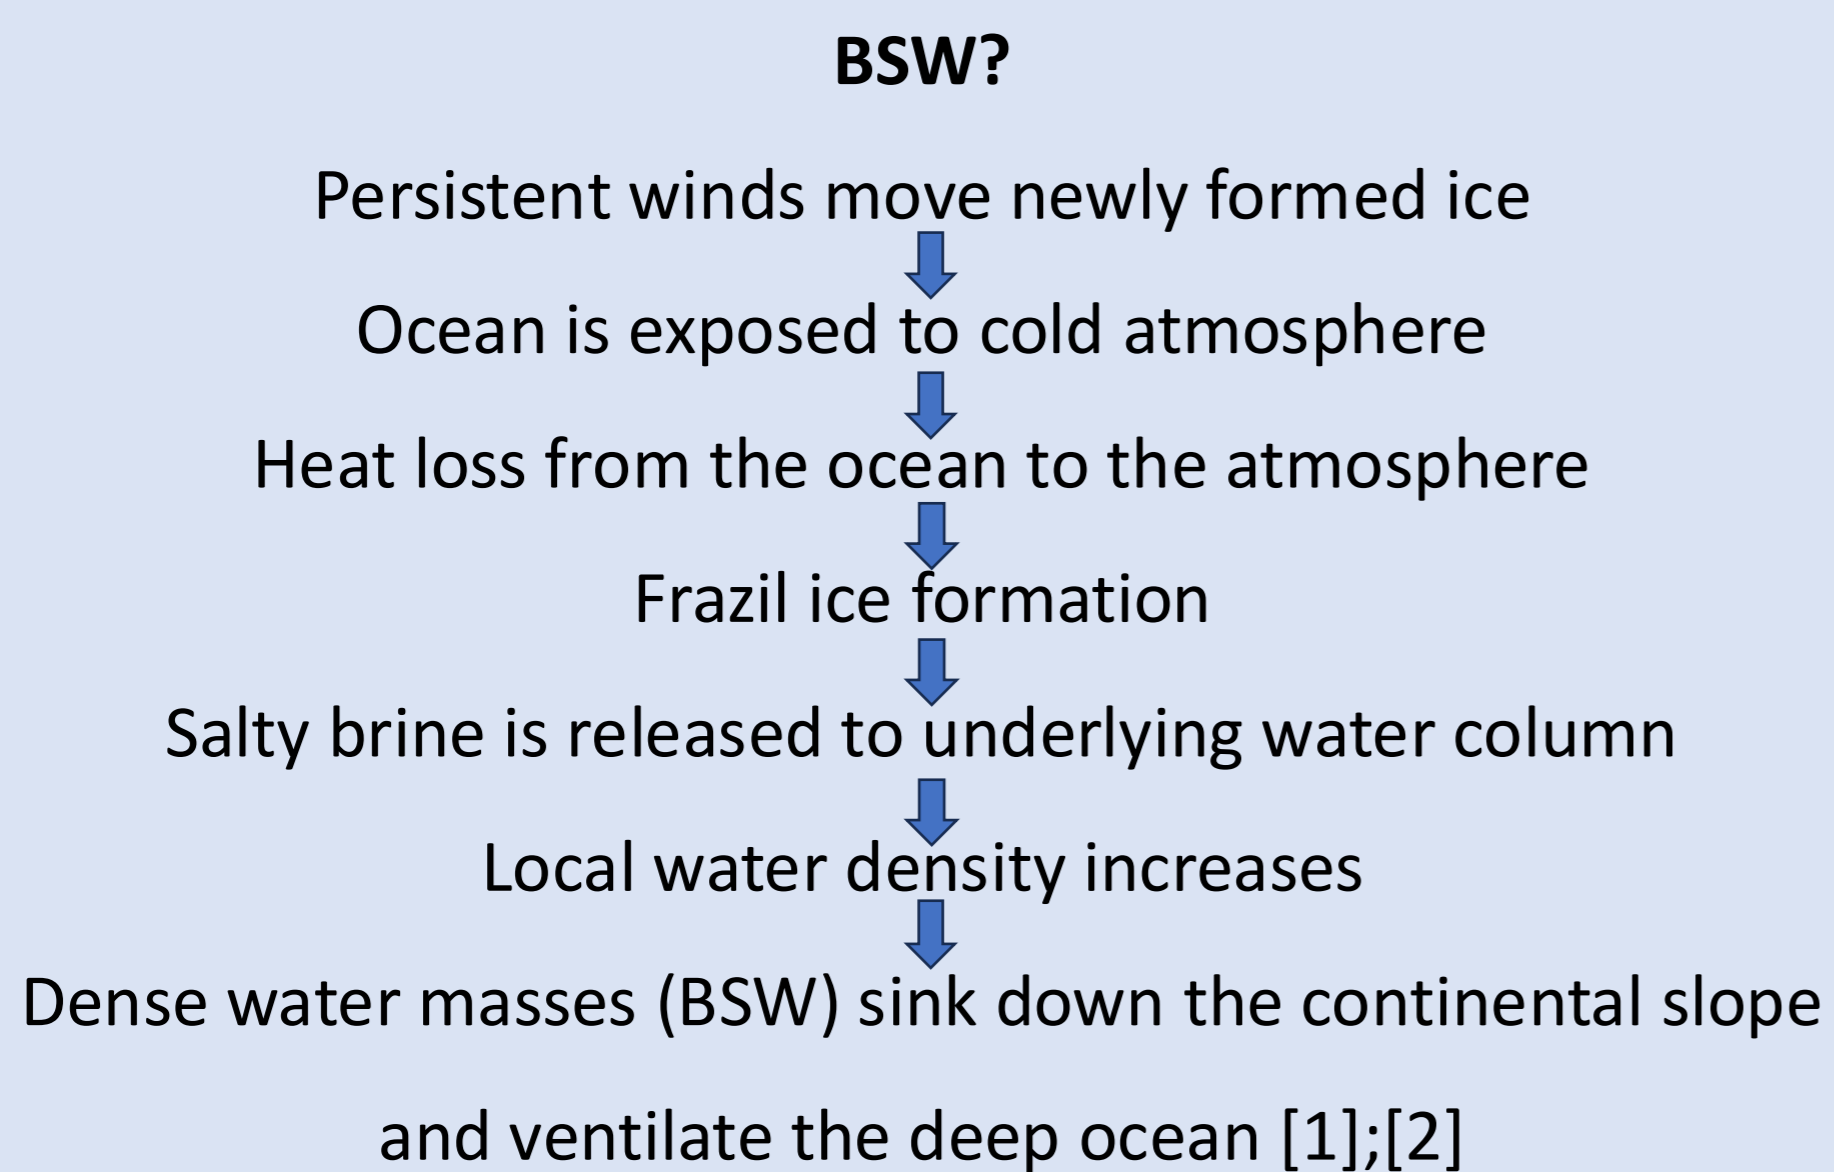 BSW?
Persistent winds move newly formed ice
Ocean is exposed to cold atmosphere
Heat loss from the ocean to the atmosphere
Frazil ice formation
Salty brine is released to underlying water column
Local water density increases
Dense water masses (BSW) sink down the continental slope
and ventilate the deep ocean [1];[2]